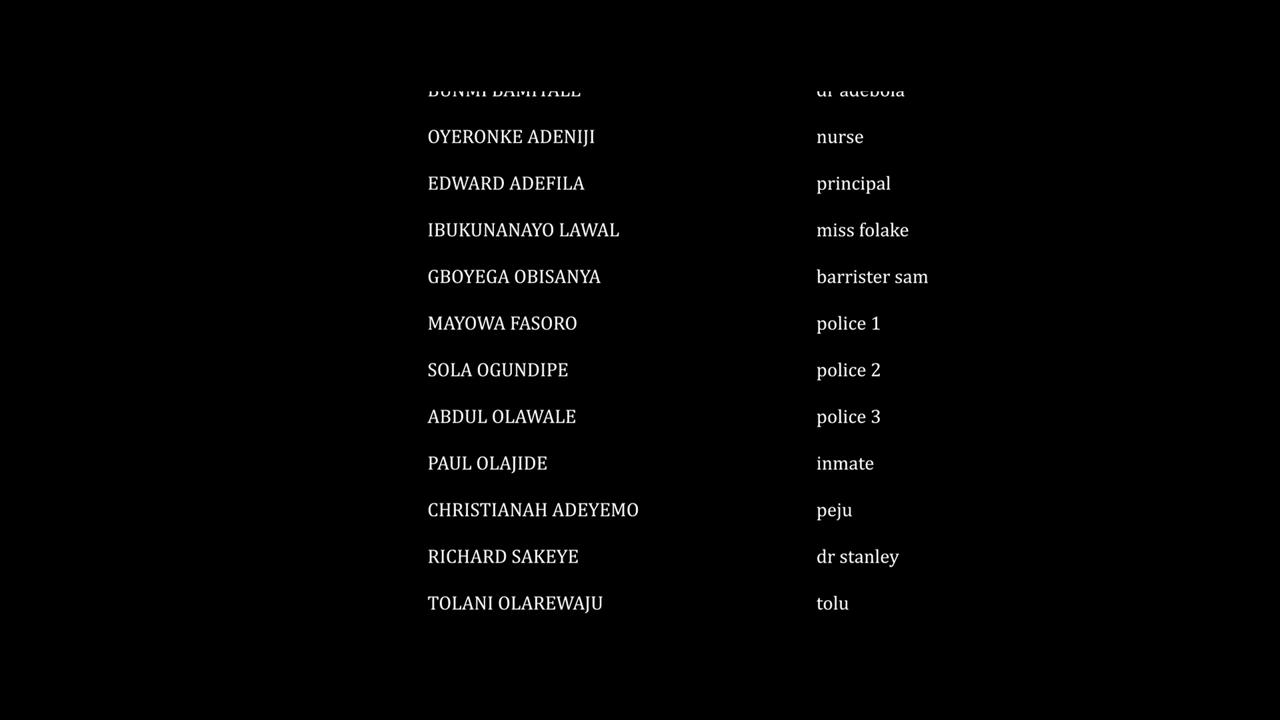 dr adebola
OYERONKE ADENIJI nurse
EDWARD ADEFILA principal
IBUKUNANAYO LAWAL miss folake
GBOYEGA OBISANYA barrister sam
MAYOWA FASORO police 1
SOLA OGUNDIPE police 2
ABDUL OLAWALE police 3
PAUL OLAJIDE inmate
CHRISTIANAH ADEYEMO peju
RICHARD SAKEYE dr stanley
TOLANI OLAREWAJU tolu